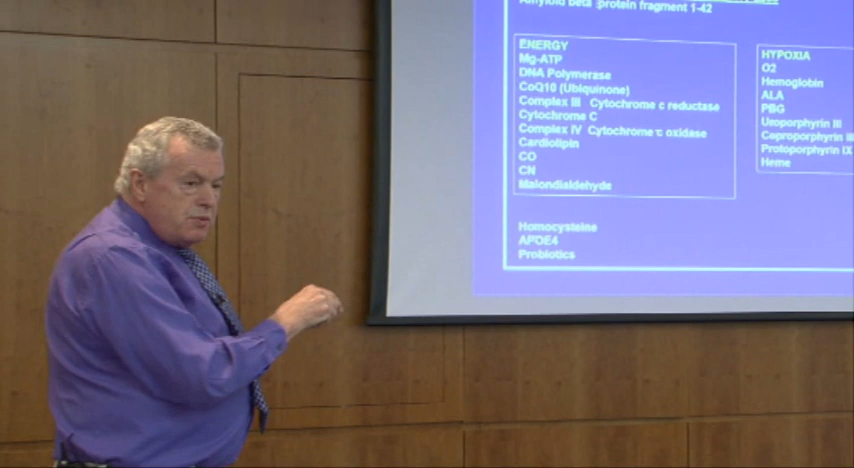 Amyloid beta protein fragment 1-42
ENERGY
Mg-ATP
DNA Polymerase
CoQ10 (Ubiquinone)
Complex III Cytochrome c reductase
Cytochrome C
Complex IV Cytochrome c oxidase
Cardiolipin
CO
CN
Malondialdehyde
HYPOXIA
O2
Hemoglobin
ALA
PBG
Uroporphyrin III
Coproporphyrin III
Protoporphyrin IX
Heme
Homocysteine
APOE4
Probiotics